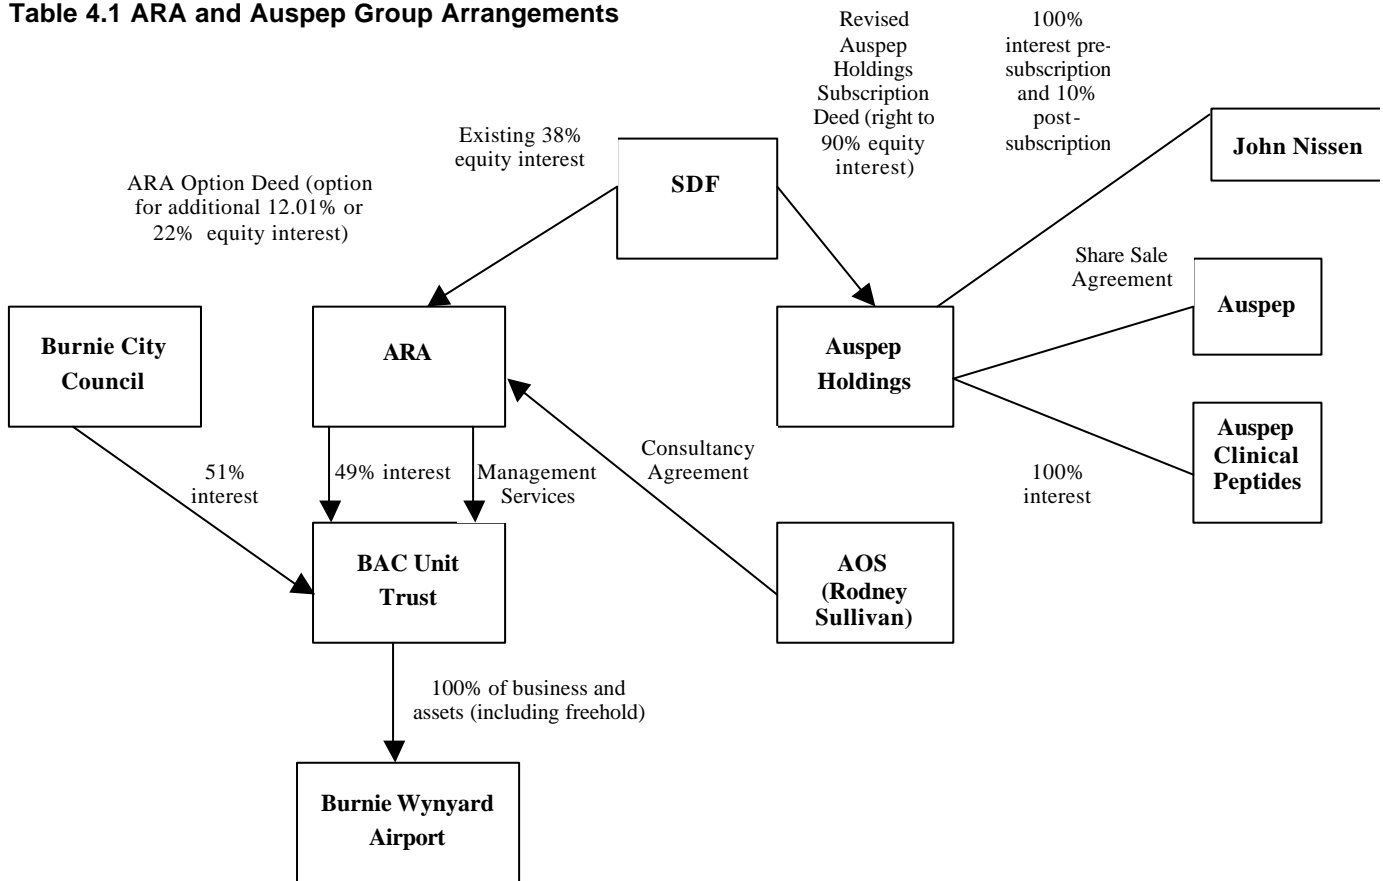 Table 4.1 ARA and Auspep Group Arrangements
Revised
Auspep
Holdings
Subscription
Deed (right to
90% equity
interest)
100%
interest pre-
subscription
and 10%
post-
subscription
Existing 38%
equity interest
SDF
John Nissen
ARA Option Deed (option
for additional 12.01% or
22% equity interest)
Share Sale
Agreement
Burnie City
Council
ARA
Auspep
Holdings
Auspep
51%
interest
49% interest
Management
Services
Consultancy
Agreement
100%
interest
Auspep
Clinical
Peptides
BAC Unit
Trust
AOS
(Rodney
Sullivan)
100% of business and
assets (including freehold)
Burnie Wynyard
Airport